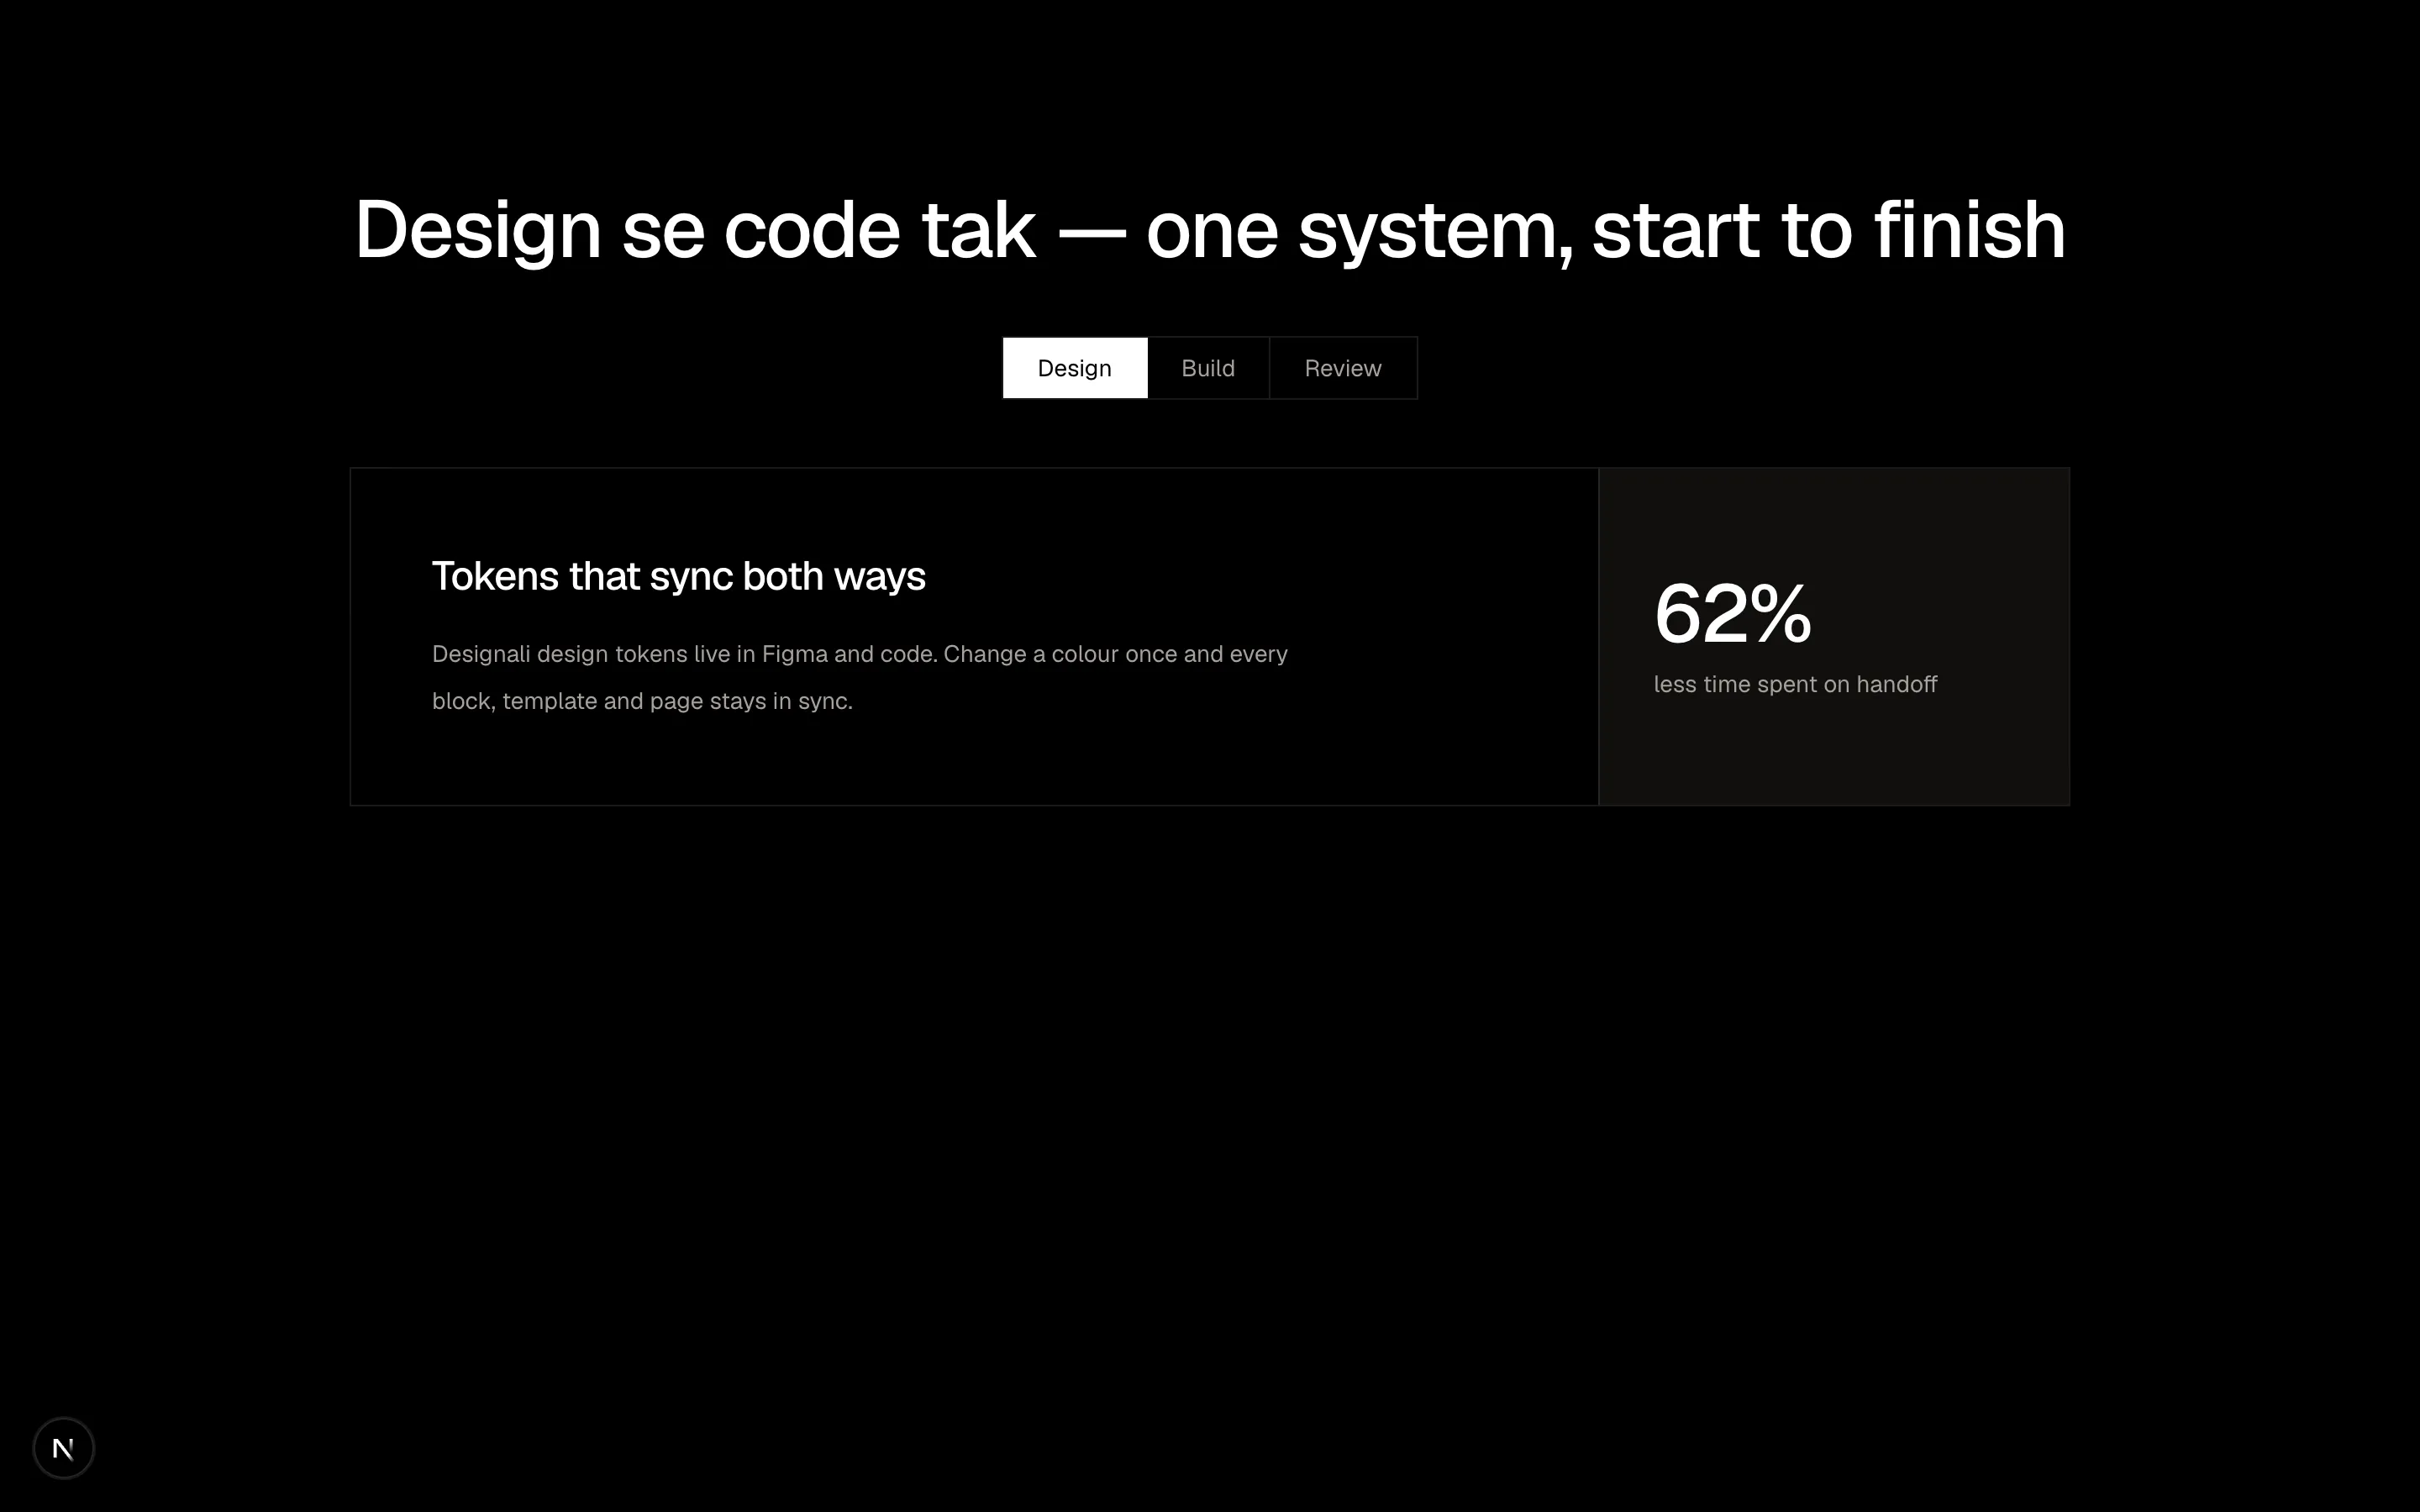 Design se code tak — one system, start to finish
Design
Build
Review
Tokens that sync both ways
Designali design tokens live in Figma and code. Change a colour once and every
block, template and page stays in sync.
62%
less time spent on handoff
N